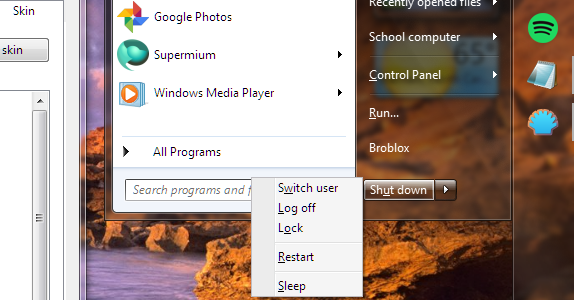 Skin
skin
Google Photos
Supermium
Windows Media Player
All Programs
Search programs and f
Recently opened files
School computer
Control Panel
Run...
Broblox
Shut down
Switch user
Log off
Lock
Restart
Sleep